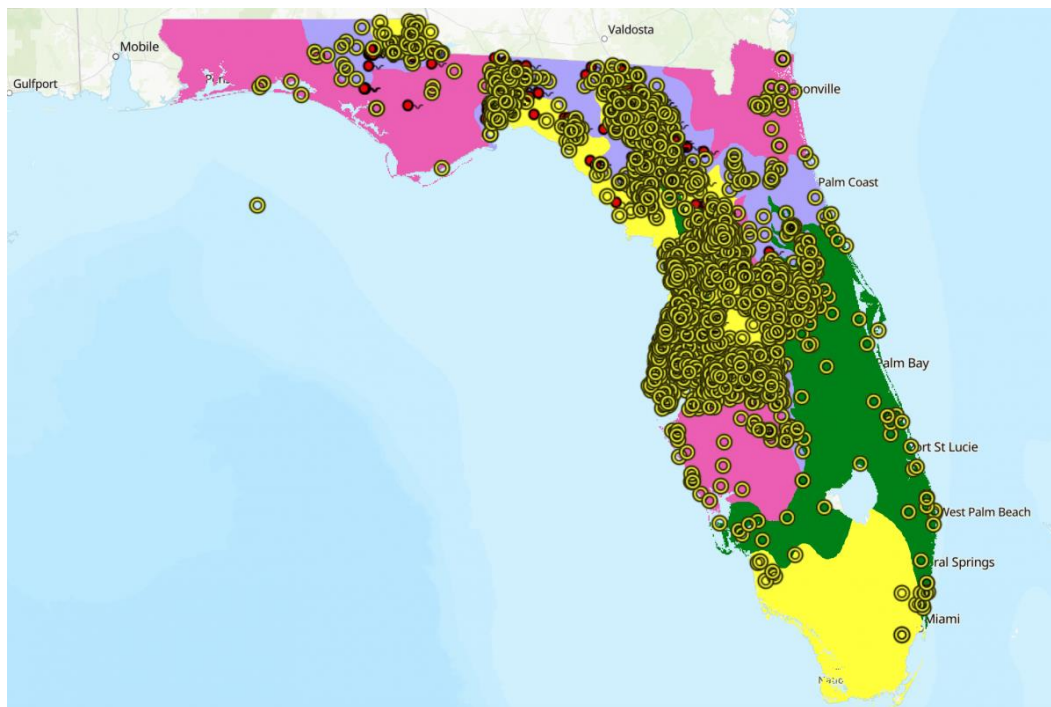 Valdosta
Mobile
Gulfport
onville
Palm Coast
alm Bay
ort St Lucie
West Palm Beach
ral Springs
Miami